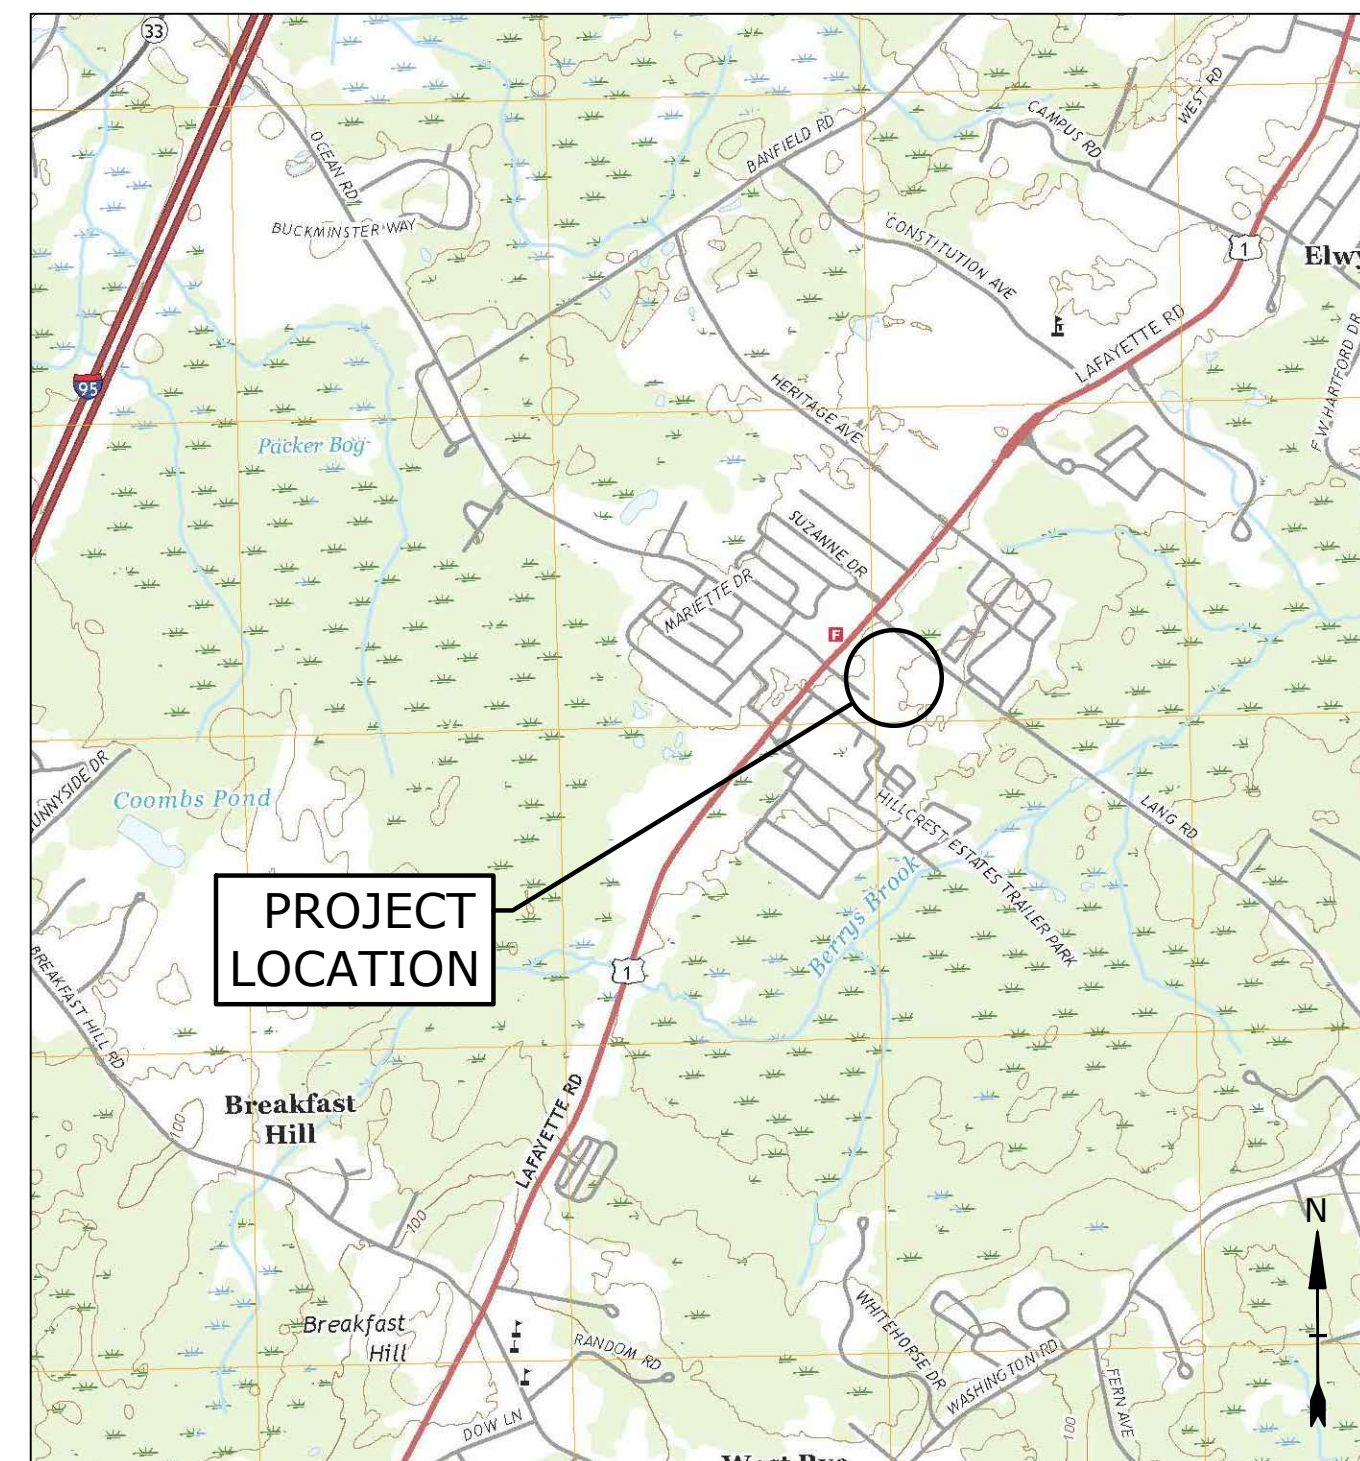 33
CAMPUS RD
WEST RD
OCEAN RD
BANFIELD RD
BUCKMINSTER WAY
CONSTITUTION AVE
1
LAFAYETTE RD
F W HARTFORD DR
95
HERITAGE AVE
Packer Bog
SUZANNE DR
MARIETTE DR
F
Coombs Pond
LANG RD
HILLCREST ESTATES TRAILER PARK
Berrys Brook
PROJECT
LOCATION
1
BREAKFAST HILL RD
LAFAYETTE RD
Breakfast
Hill
100
100
N
Breakfast
Hill
RANDOM RD
WHITEHORSE DR
WASHINGTON RD
FERN AVE
DOW LN
100